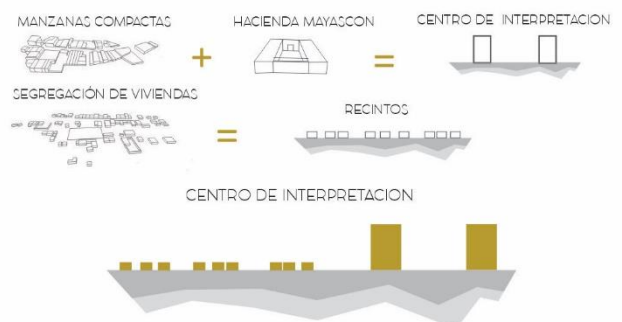 MANZANAS COMPACTAS
+
HACIENDA MAYASCON
=
CENTRO DE INTERPRETACION
SEGREGACIÓN DE VIVIENDAS
=
RECINTOS
CENTRO DE INTERPRETACION